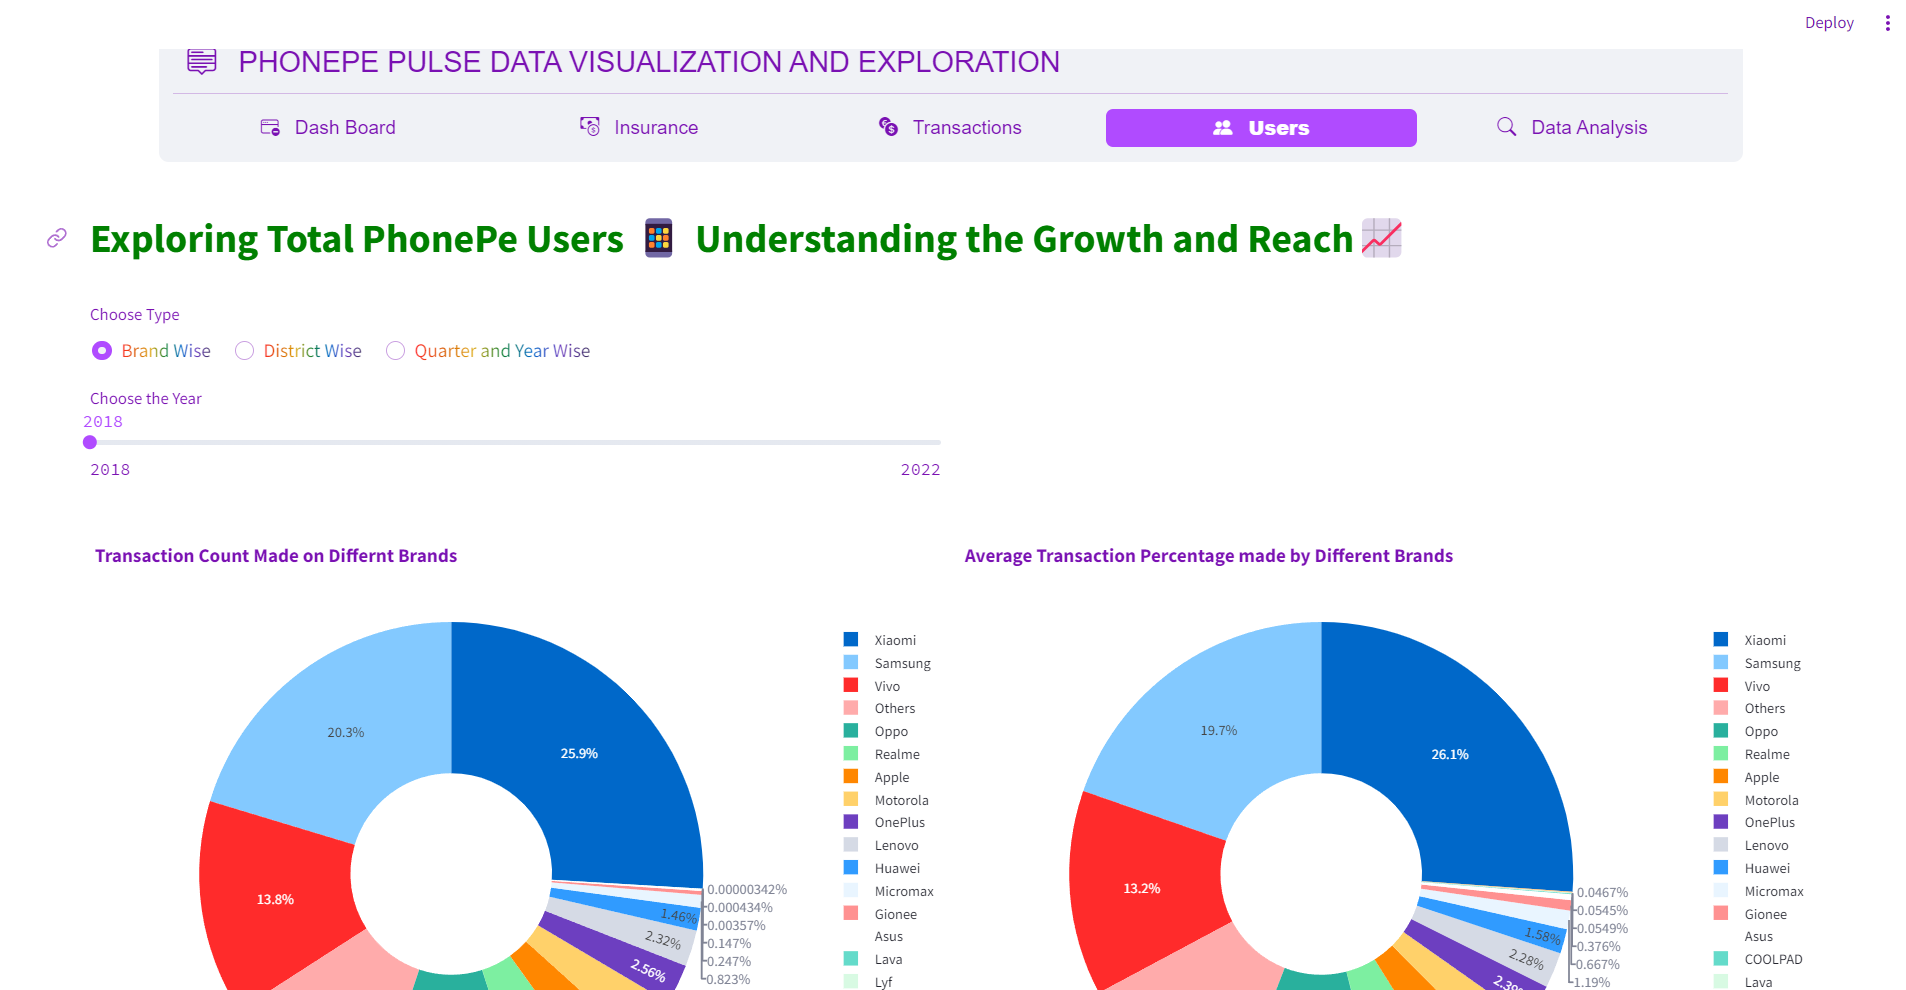 Deploy
PHONEPE PULSE DATA VISUALIZATION AND EXPLORATION
Dash Board
Insurance
Transactions
Users
Data Analysis
Exploring Total PhonePe Users Understanding the Growth and Reach
Choose Type
Brand Wise
District Wise
Quarter and Year Wise
Choose the Year
2018
2018
2022
Transaction Count Made on Differnt Brands
20.3%
25.9%
13.8%
0.00000342%
0.000434%
0.00357%
0.147%
0.247%
0.823%
1.46%
2.32%
2.56%
Xiaomi
Samsung
Vivo
Others
Oppo
Realme
Apple
Motorola
OnePlus
Lenovo
Huawei
Micromax
Gionee
Asus
Lava
Lyf
Average Transaction Percentage made by Different Brands
19.7%
26.1%
13.2%
0.0467%
0.0545%
0.0549%
0.376%
0.667%
1.19%
1.58%
2.28%
Xiaomi
Samsung
Vivo
Others
Oppo
Realme
Apple
Motorola
OnePlus
Lenovo
Huawei
Micromax
Gionee
Asus
COOLPAD
Lava